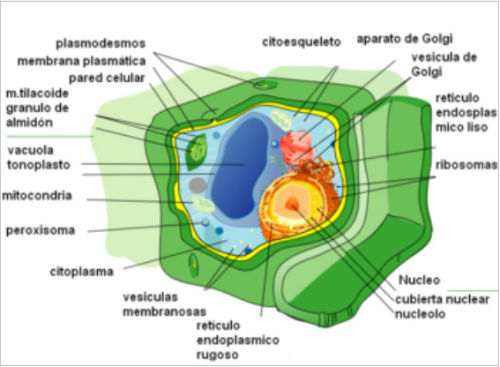 plasmodesmos
membrana plasmática
pared celular
m.tilacoide
granulo de
almidón
vacuola
tonoplasto
mitocondria
peroxisoma
citoplasma
vesiculas
membranosas
reticulo
endoplasmico
rugoso
citoesqueleto
aparato de Golgi
vesicula de
Golgi
reticulo
endosplas
mico liso
ribosomas
Nucleo
cubierta nuclear
nucleolo